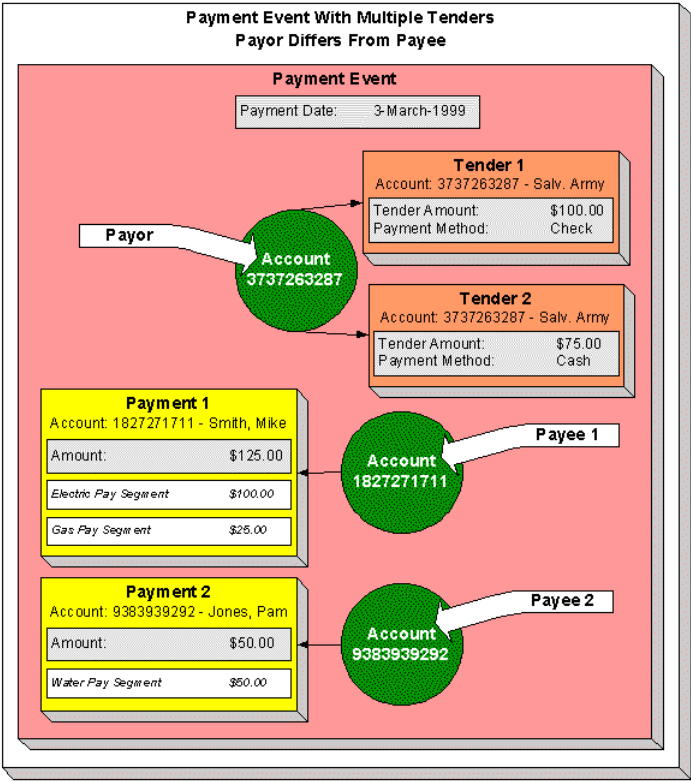 Payment Event With Multiple Tenders
Payor Differs From Payee
Payment Event
Payment Date: 3-March-1999
Tender 1
Account: 3737263287 - Salv. Army
Tender Amount: $100.00
Payment Method: Check
Payor
Account
3737263287
Tender 2
Account: 3737263287 - Salv. Army
Tender Amount: $75.00
Payment Method: Cash
Payment 1
Account: 1827271711 - Smith, Mike
Amount: $125.00
Electric Pay Segment $100.00
Gas Pay Segment $25.00
Payee 1
Account
1827271711
Payment 2
Account: 9383939292 - Jones, Pam
Amount: $50.00
Water Pay Segment $50.00
Payee 2
Account
9383939292